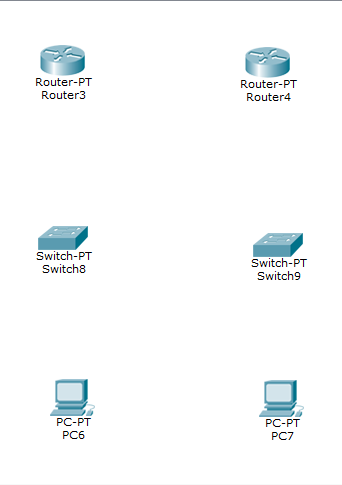 Router-PT
Router3
Router-PT
Router4
Switch-PT
Switch8
Switch-PT
Switch9
PC-PT
PC6
PC-PT
PC7